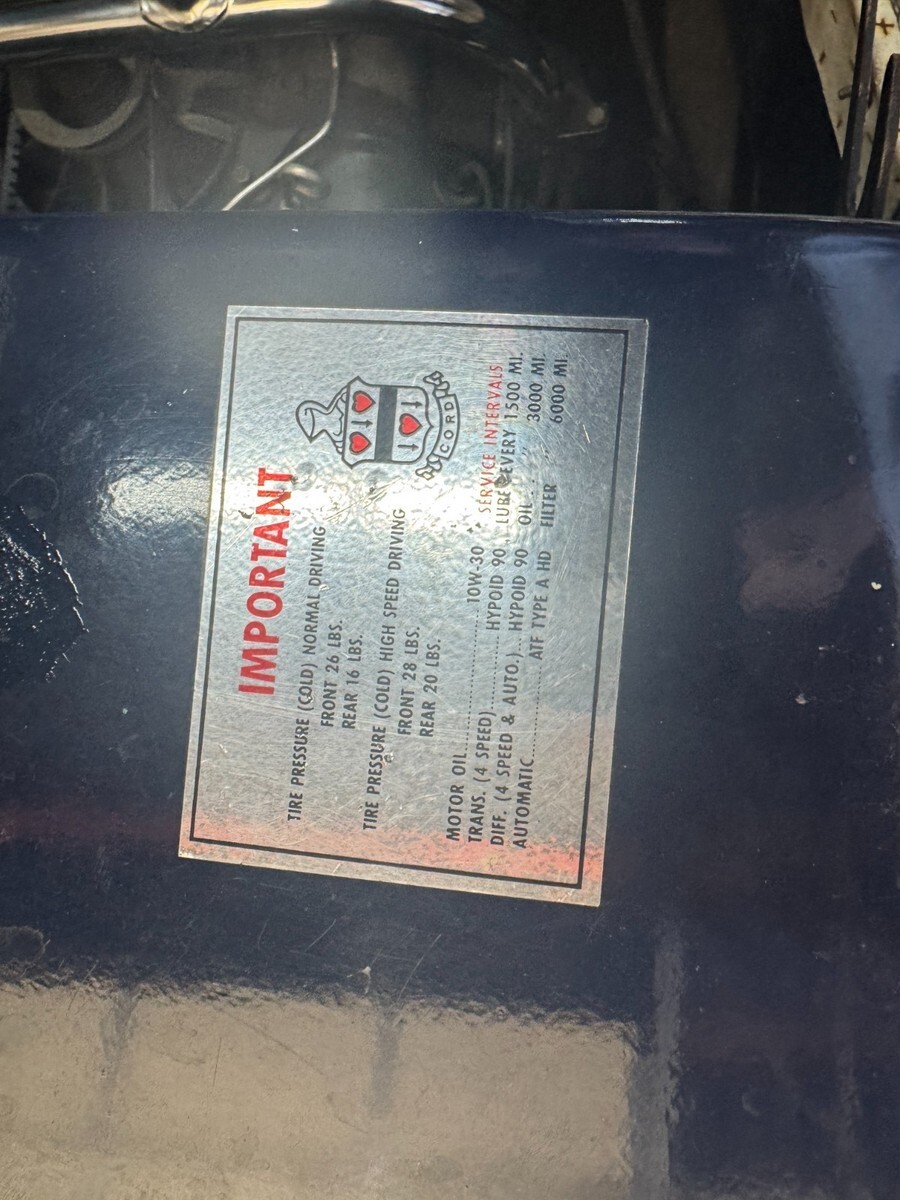 IMPORTANT
CORD
TIRE PRESSURE (COLD) NORMAL DRIVING
FRONT 26 LBS.
REAR 16 LBS.
TIRE PRESSURE (COLD) HIGH SPEED DRIVING
FRONT 28 LBS.
REAR 20 LBS.
MOTOR OIL..........10W-30
TRANS. (4 SPEED)..........HYPOID 90
DIFF. (4 SPEED & AUTO.)...HYPOID 90
AUTOMATIC..........ATF TYPE A HD
SERVICE INTERVALS
LUBE EVERY 1500 MI.
OIL.. " 3000 MI.
FILTER " 6000 MI.